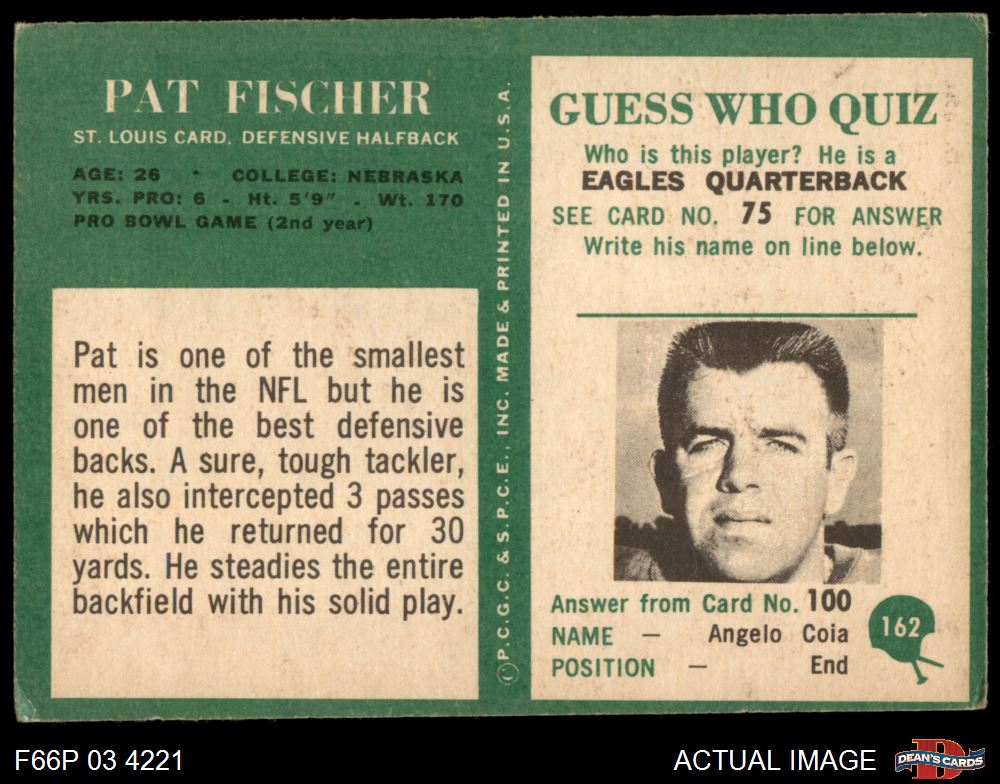 PAT FISCHER
ST. LOUIS CARD. DEFENSIVE HALFBACK
AGE: 26 • COLLEGE: NEBRASKA
YRS. PRO: 6 - Ht. 5'9" - Wt. 170
PRO BOWL GAME (2nd year)
Pat is one of the smallest
men in the NFL but he is
one of the best defensive
backs. A sure, tough tackler,
he also intercepted 3 passes
which he returned for 30
yards. He steadies the entire
backfield with his solid play.
©P.C.G.C. & S.P.C.E., INC. MADE & PRINTED IN U.S.A.
GUESS WHO QUIZ
Who is this player? He is a
EAGLES QUARTERBACK
SEE CARD NO. 75 FOR ANSWER
Write his name on line below.
Answer from Card No. 100
NAME — Angelo Coia
POSITION — End
162
F66P 03 4221
ACTUAL IMAGE
D
DEAN'S CARDS